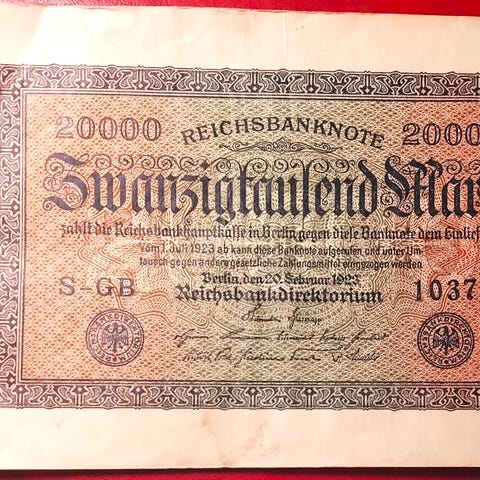 20000 REICHSBANKNOTE 2000
Zwanzigtausend Mar
zahlt die Reichsbankhauptkasse in Berlin gegen diese Banknote dem Einlief
Vom 1. Juli 1923 ab kann diese Banknote aufgerufen und unter Um-
tausch gegen andere gesetzliche Zahlungsmittel eingezogen werden
Berlin, den 20. Februar 1923
S-GB Reichsbankdirektorium 1037